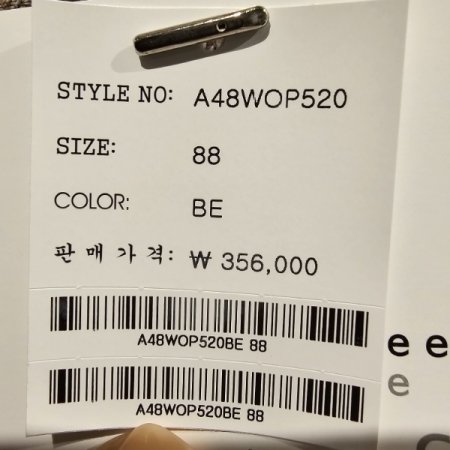 STYLE NO: A48WOP520
SIZE: 88
COLOR: BE
판매가격: ₩ 356,000
A48WOP520BE 88
A48WOP520BE 88
e e
e